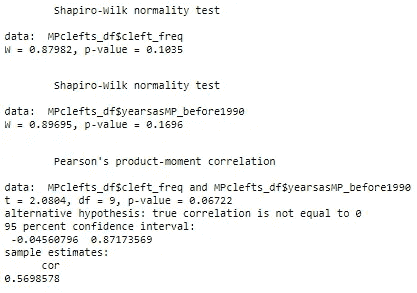 Shapiro-Wilk normality test
data: MPclefts_df$cleft_freq
W = 0.87982, p-value = 0.1035
Shapiro-Wilk normality test
data: MPclefts_df$yearsasMP_before1990
W = 0.89695, p-value = 0.1696
Pearson's product-moment correlation
data: MPclefts_df$cleft_freq and MPclefts_df$yearsasMP_before1990
t = 2.0804, df = 9, p-value = 0.06722
alternative hypothesis: true correlation is not equal to 0
95 percent confidence interval:
-0.04560796 0.87173569
sample estimates:
cor
0.5698578